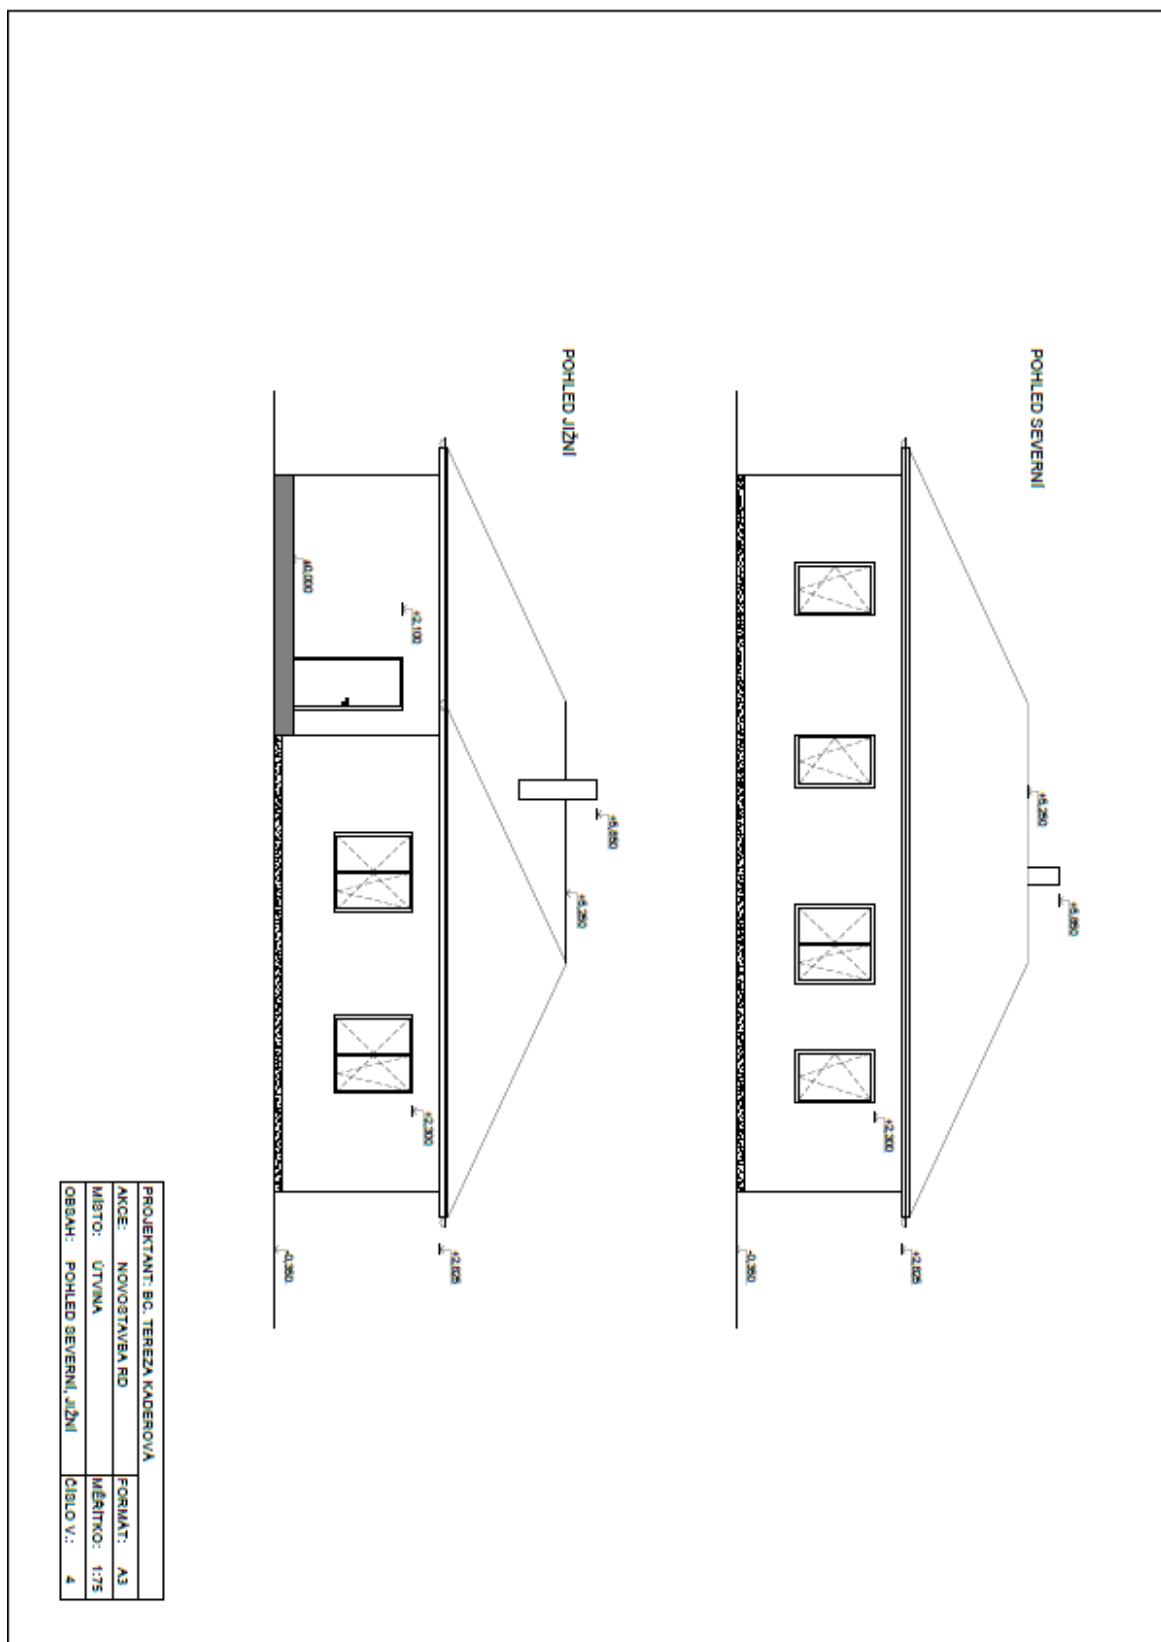 POHLED SEVERNÍ
+5,250
+5,850
+2,300
+2,825
-0,350
POHLED JIŽNÍ
±0,000
+2,100
+5,850
+5,250
+2,300
+2,825
-0,350
PROJEKTANT: BC. TEREZA KADEROVÁ
AKCE: NOVOSTAVBA RD FORMÁT: A3
MÍSTO: ÚTVINA MĚŘÍTKO: 1:75
OBSAH: POHLED SEVERNÍ, JIŽNÍ ČÍSLO V.: 4